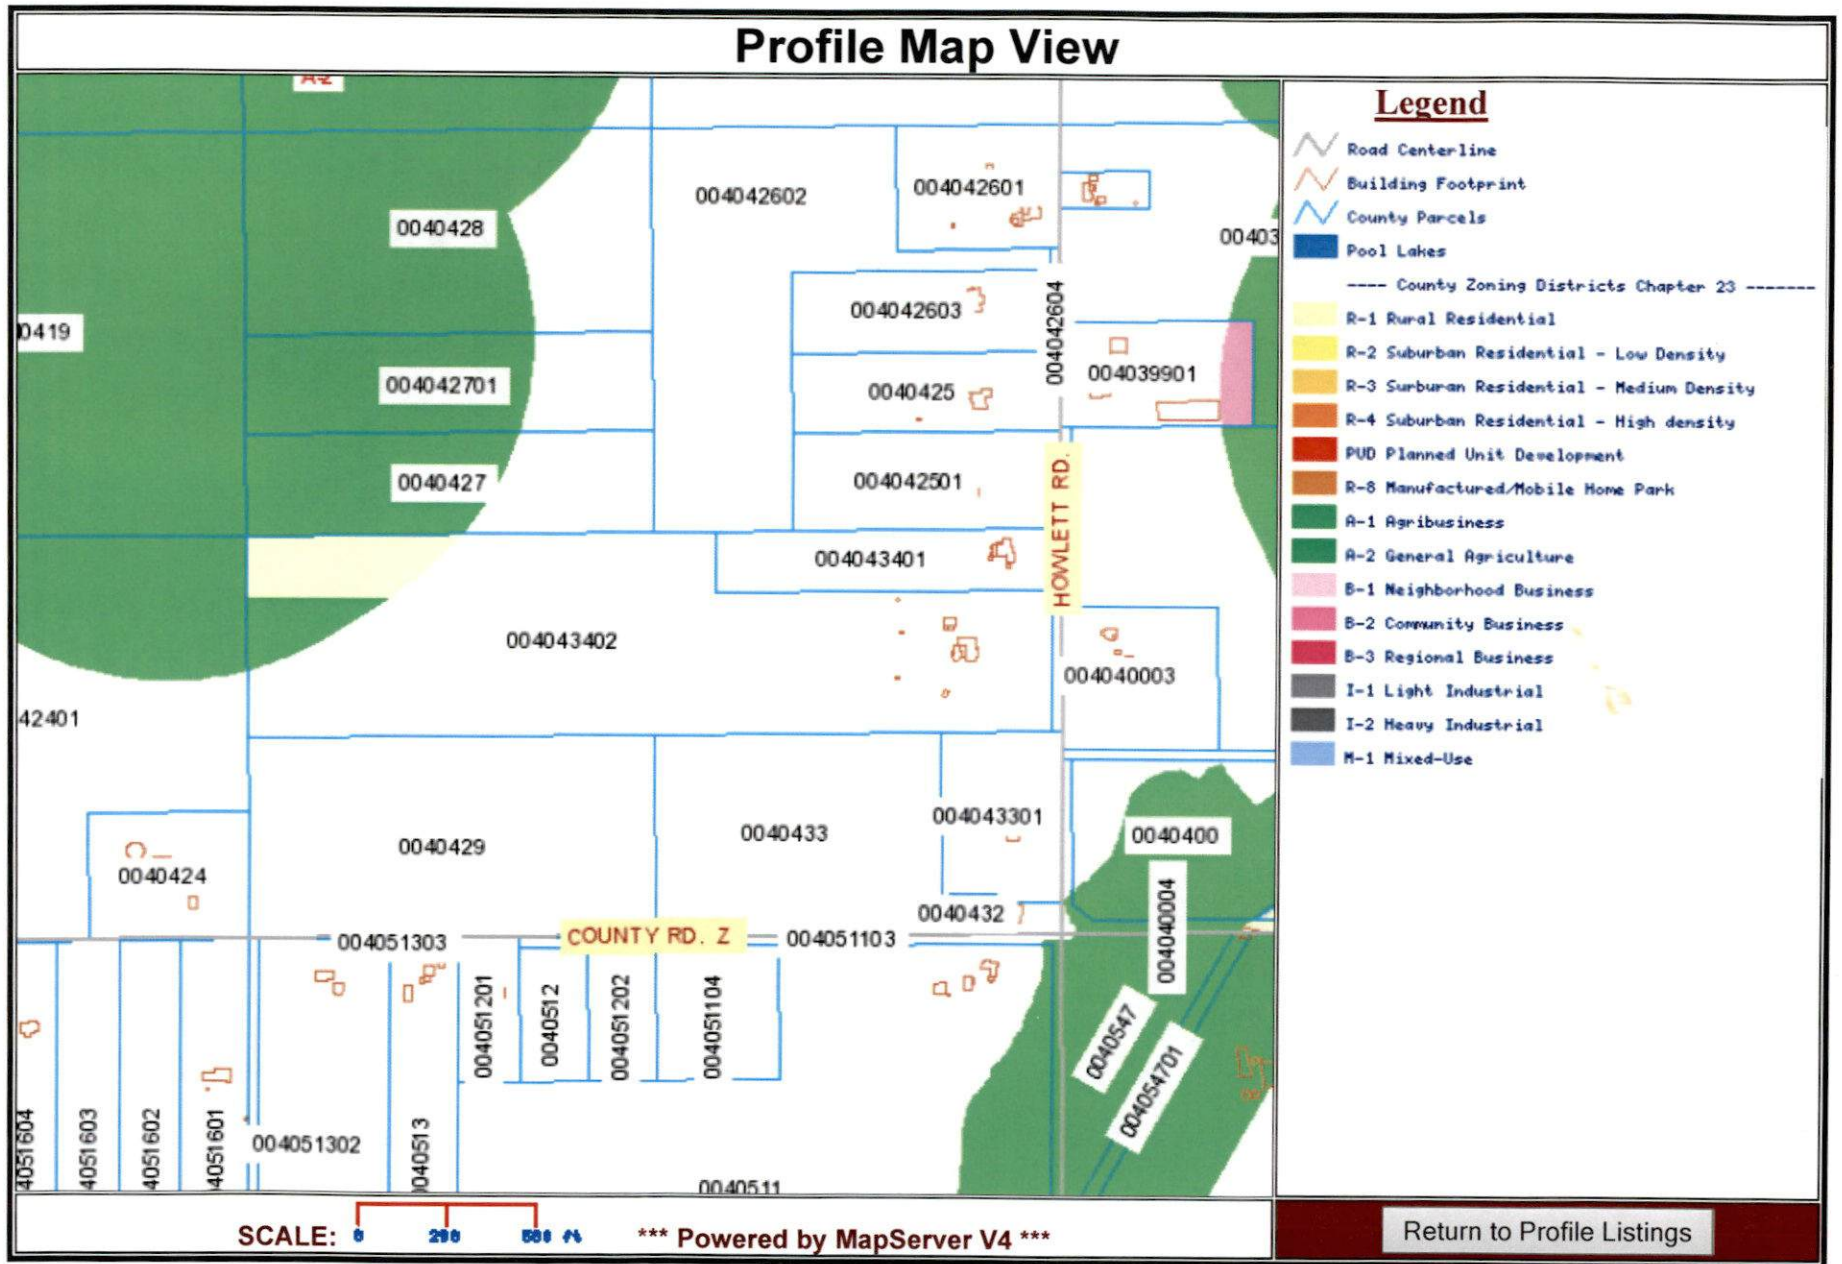 Profile Map View
A-2
004042602
004042601
0040428
00403
0419
004042603
004042604
004042701
0040425
004039901
0040427
004042501
HOWLETT RD.
004043401
004043402
004040003
42401
0040429
0040433
004043301
0040400
0040424
0040432
004040004
004051303
COUNTY RD. Z
004051103
004051201
0040512
004051202
004051104
0040547
004054701
4051604
4051603
4051602
4051601
004051302
0040513
0040511
Legend
Road Centerline
Building Footprint
County Parcels
Pool Lakes
---- County Zoning Districts Chapter 23 -------
R-1 Rural Residential
R-2 Suburban Residential - Low Density
R-3 Surburan Residential - Medium Density
R-4 Suburban Residential - High density
PUD Planned Unit Development
R-8 Manufactured/Mobile Home Park
A-1 Agribusiness
A-2 General Agriculture
B-1 Neighborhood Business
B-2 Community Business
B-3 Regional Business
I-1 Light Industrial
I-2 Heavy Industrial
M-1 Mixed-Use
SCALE: 0 ft
*** Powered by MapServer V4 ***
Return to Profile Listings